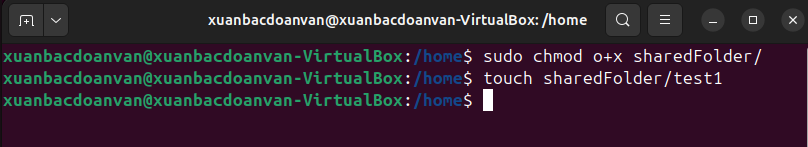 xuanbacdoanvan@xuanbacdoanvan-VirtualBox: /home
xuanbacdoanvan@xuanbacdoanvan-VirtualBox:/home$ sudo chmod o+x sharedFolder/
xuanbacdoanvan@xuanbacdoanvan-VirtualBox:/home$ touch sharedFolder/test1
xuanbacdoanvan@xuanbacdoanvan-VirtualBox:/home$